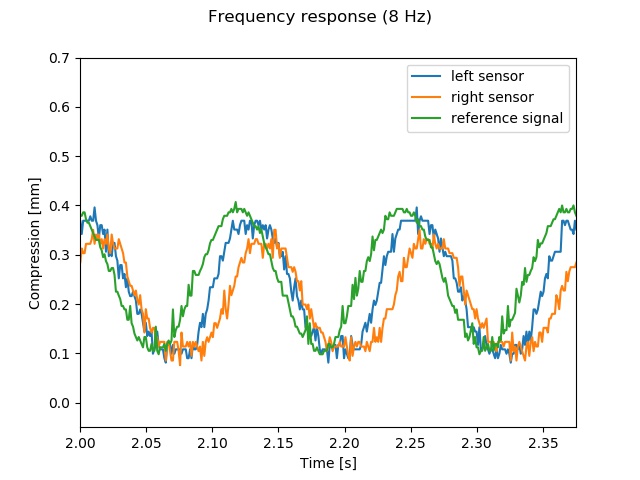 Frequency response (8 Hz)
left sensor
right sensor
reference signal
0.7
0.6
0.5
0.4
0.3
0.2
0.1
0.0
Compression [mm]
2.00 2.05 2.10 2.15 2.20 2.25 2.30 2.35
Time [s]